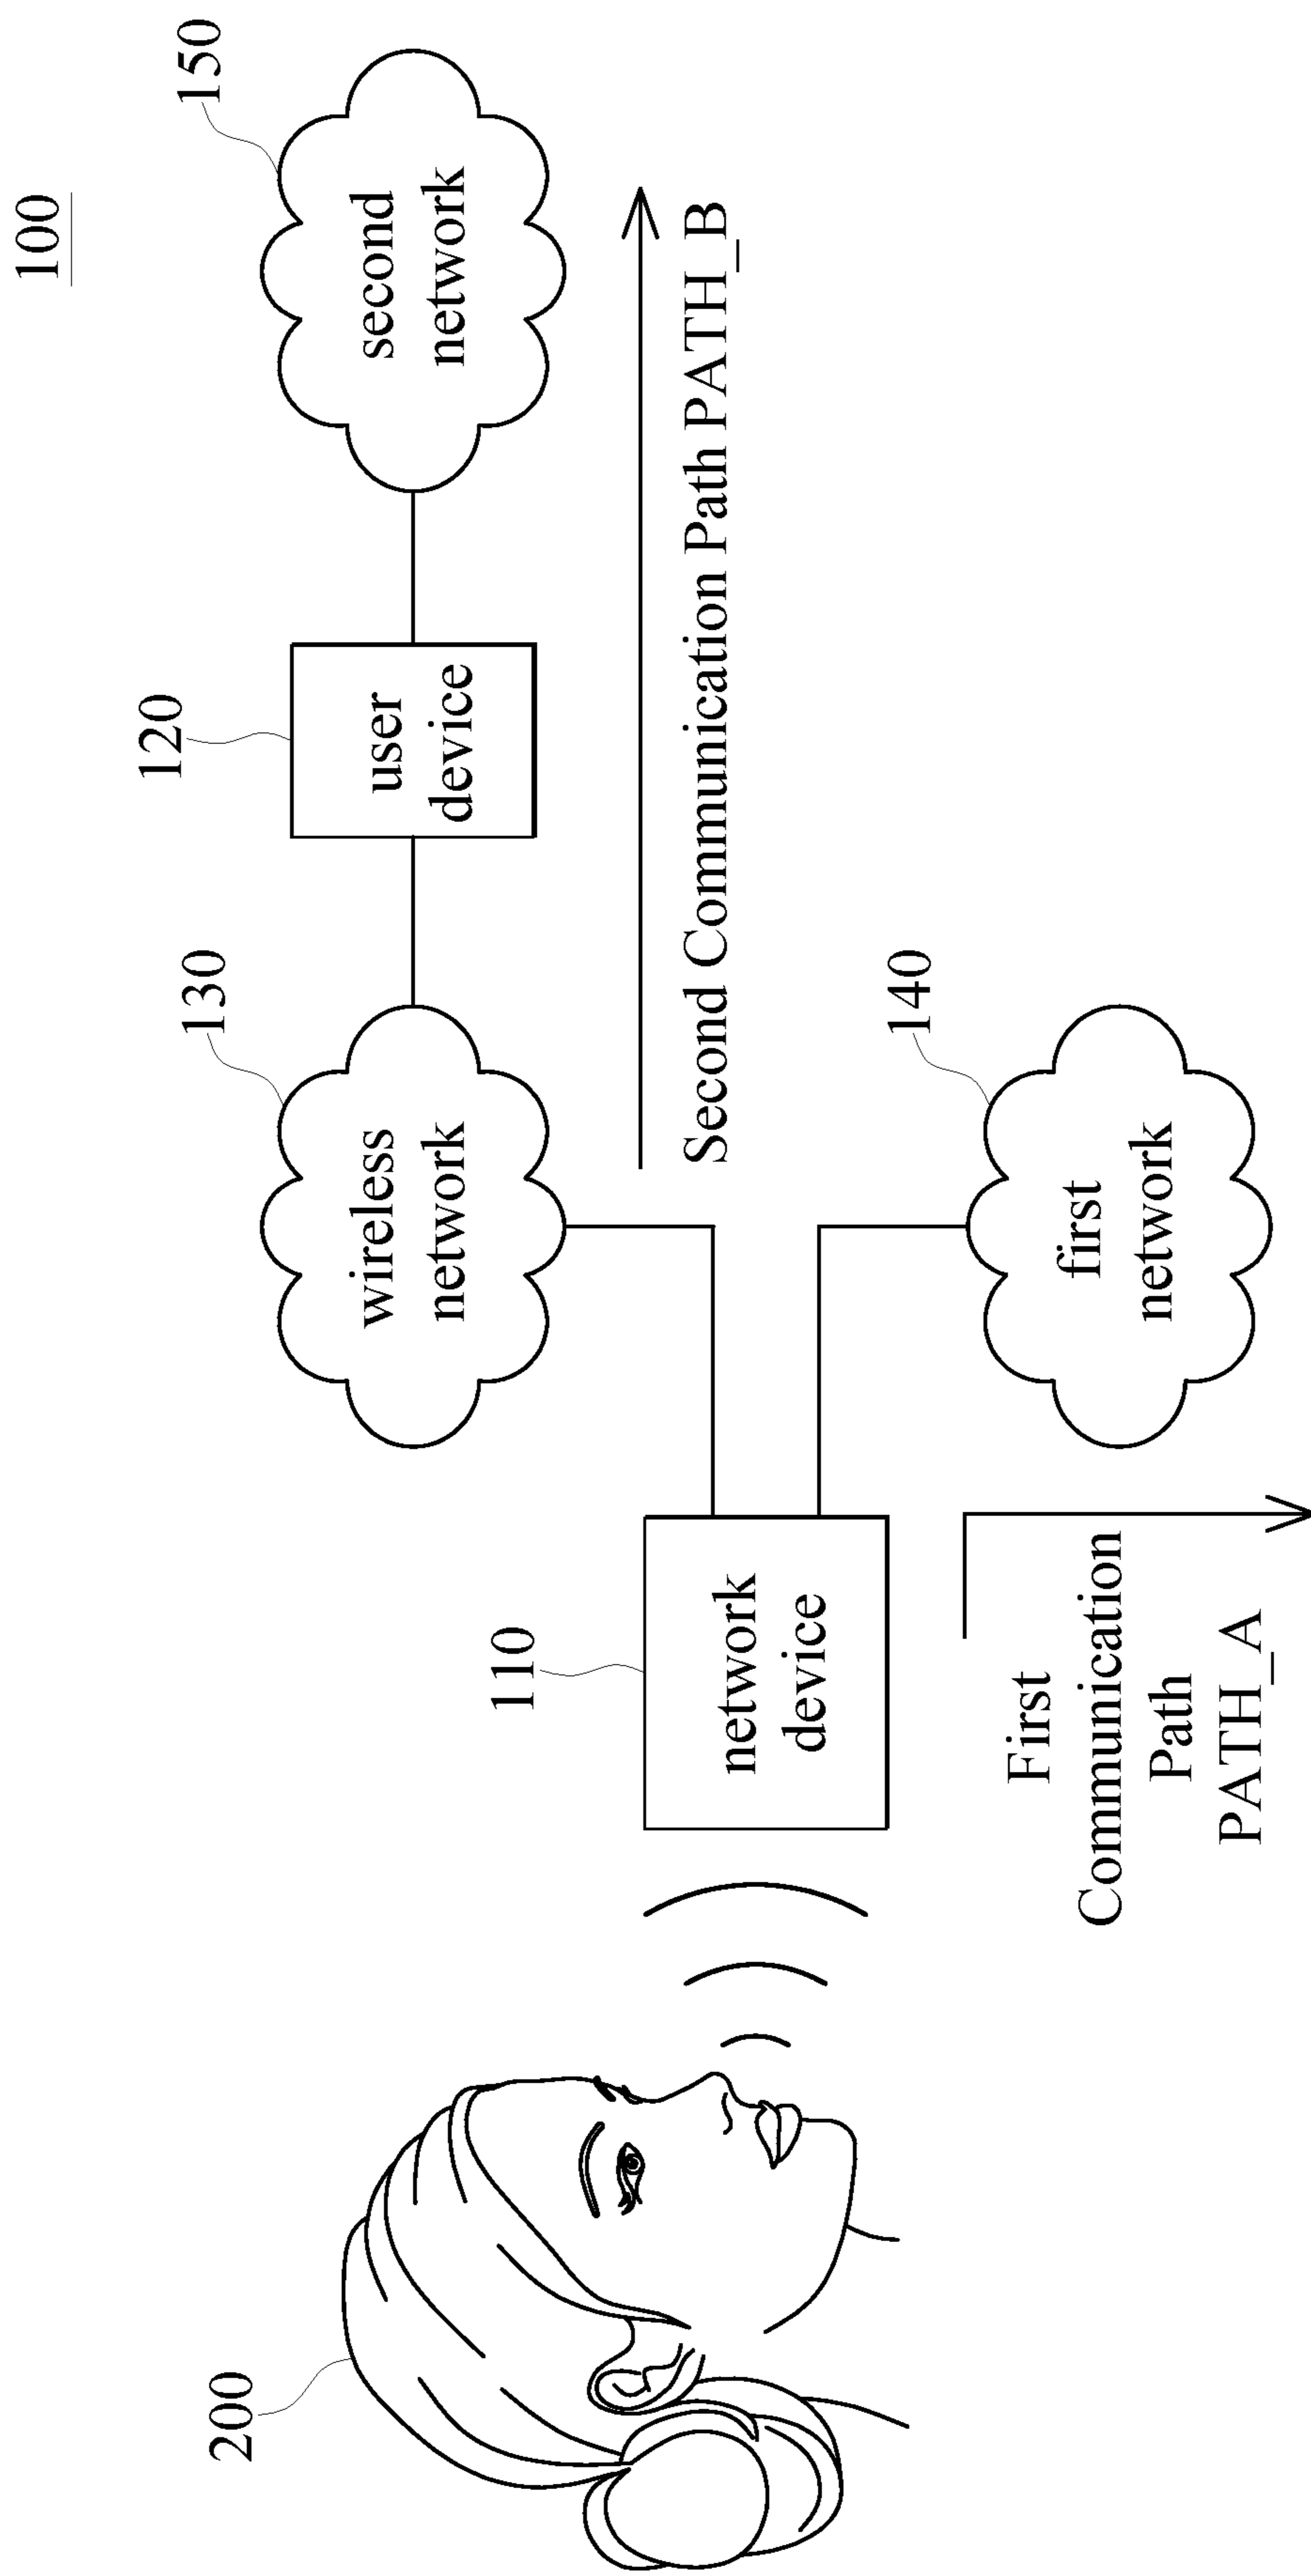 100
150
second
network
120
user
device
130
wireless
network
Second Communication Path PATH_B
140
first
network
110
network
device
First
Communication
Path
PATH_A
200